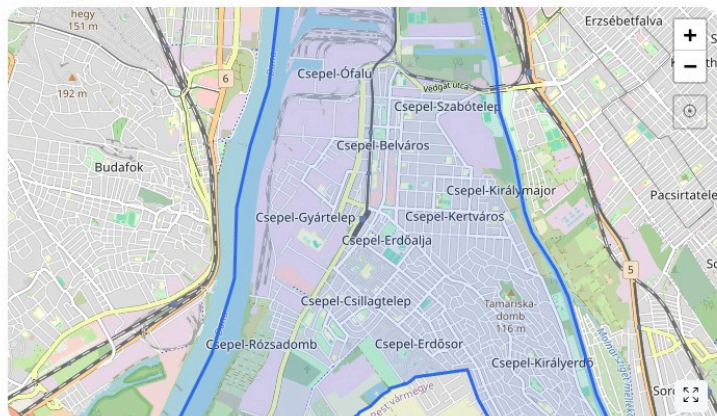 hegy
151 m
Erzsébetfalva
+
−
6
Csepel-Ófalu
192 m
Védgát utca
Csepel-Szabótelep
Csepel-Belváros
Budafok
Csepel-Királymajor
Pacsirtatele
Csepel-Gyártelep
Csepel-Kertváros
Csepel-Erdőalja
5
Csepel-Csillagtelep
Tamariska-
domb
116 m
Csepel-Rózsadomb
Csepel-Erdősor
Csepel-Királyerdő
Pest vármegye